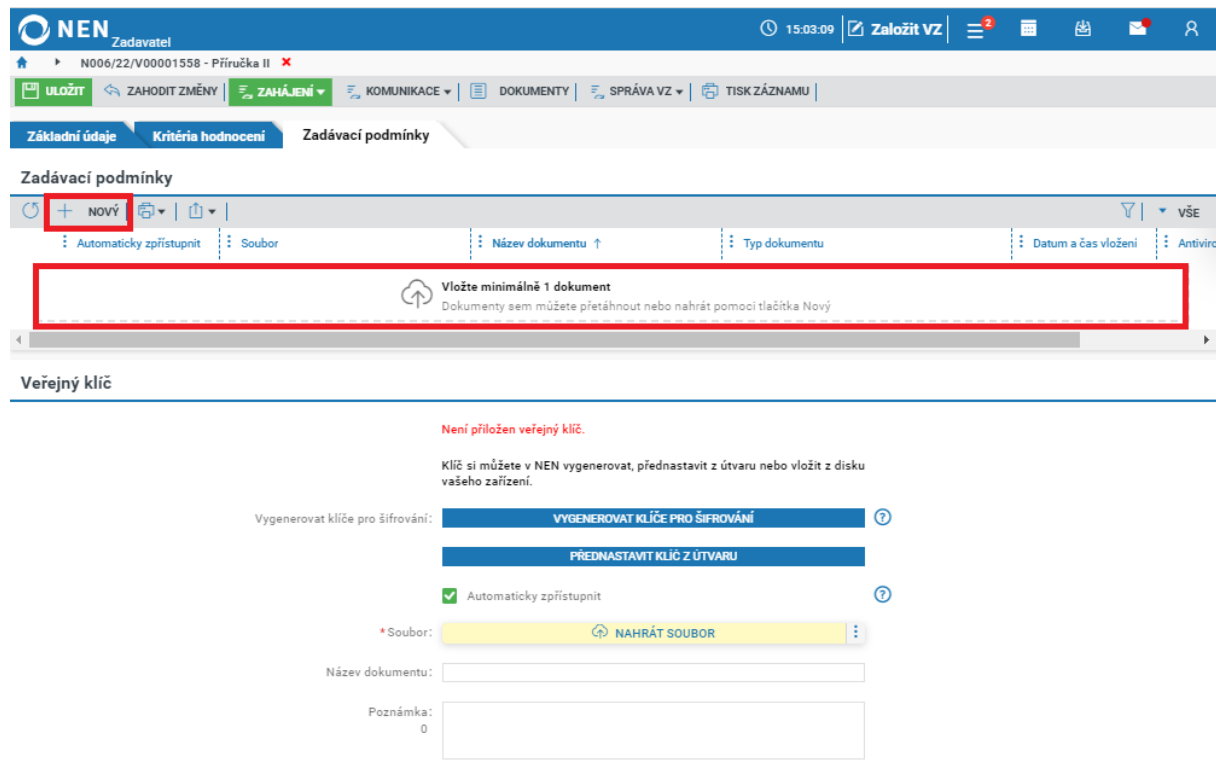 NEN Zadavatel
15:03:09 Založit VZ 2
N006/22/V00001558 - Příručka II
ULOŽIT ZAHODIT ZMĚNY ZAHÁJENÍ KOMUNIKACE DOKUMENTY SPRÁVA VZ TISK ZÁZNAMU
Základní údaje Kritéria hodnocení Zadávací podmínky
Zadávací podmínky
NOVÝ VŠE
Automaticky zpřístupnit Soubor Název dokumentu ↑ Typ dokumentu Datum a čas vložení Antiviro
Vložte minimálně 1 dokument
Dokumenty sem můžete přetáhnout nebo nahrát pomoci tlačítka Nový
Veřejný klíč
Není přiložen veřejný klíč.
Klíč si můžete v NEN vygenerovat, přednastavit z útvaru nebo vložit z disku
vašeho zařízení.
Vygenerovat klíče pro šifrování: VYGENEROVAT KLÍČE PRO ŠIFROVÁNÍ ?
PŘEDNASTAVIT KLÍČ Z ÚTVARU
Automaticky zpřístupnit ?
* Soubor: NAHRÁT SOUBOR
Název dokumentu:
Poznámka:
0